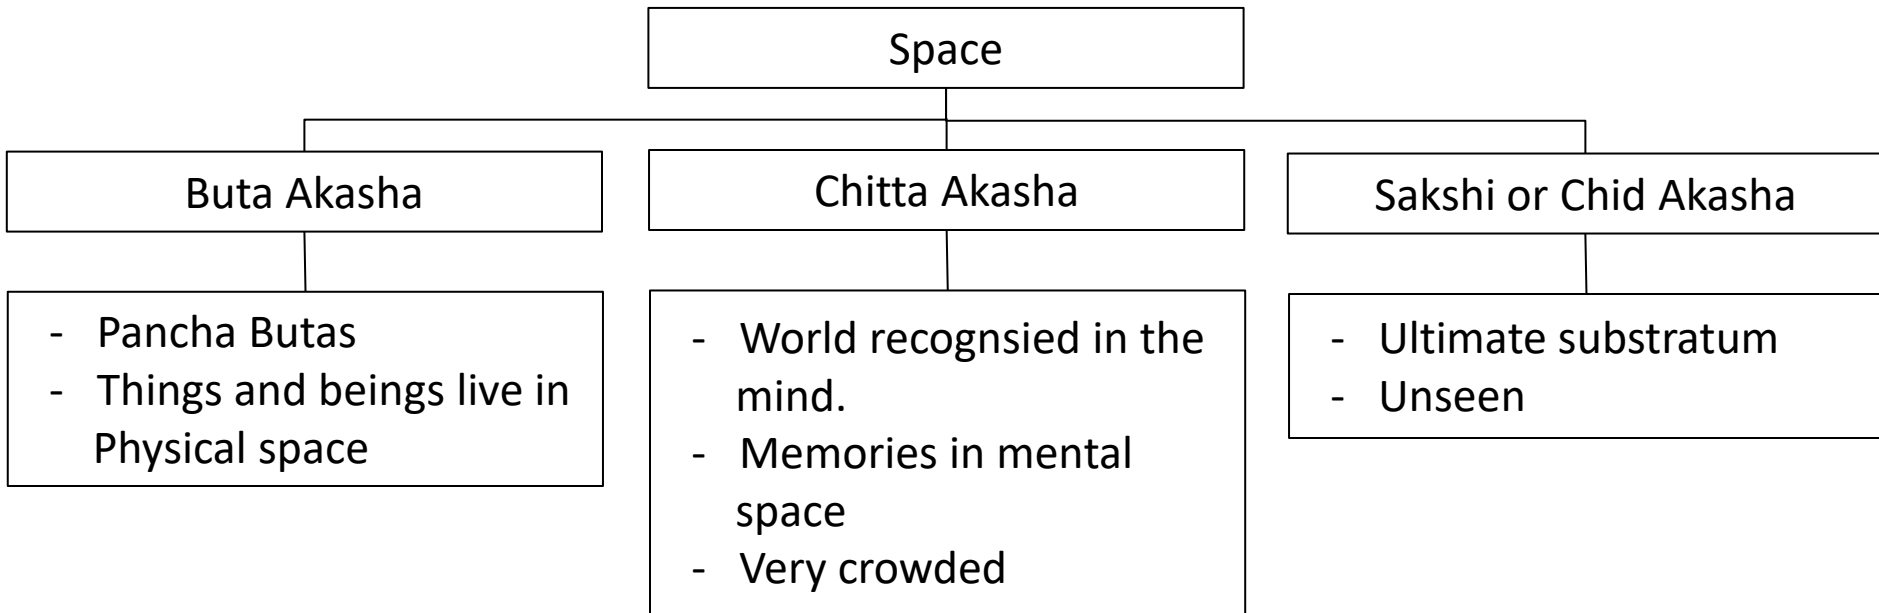 Space
Buta Akasha
Chitta Akasha
Sakshi or Chid Akasha
- Pancha Butas
- Things and beings live in
Physical space
- World recognsied in the
mind.
- Memories in mental
space
- Very crowded
- Ultimate substratum
- Unseen